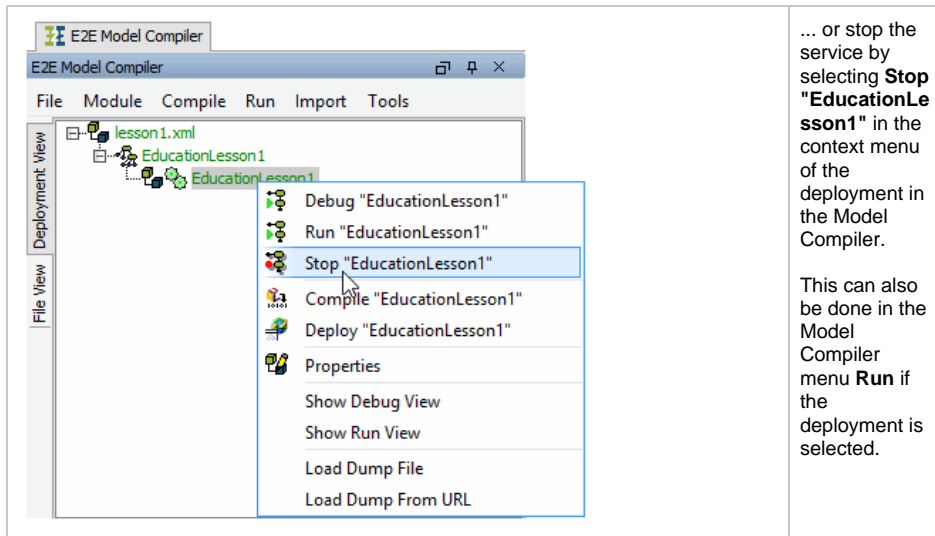 E2E Model Compiler
E2E Model Compiler
File Module Compile Run Import Tools
Deployment View
File View
lesson1.xml
EducationLesson1
EducationLesson1
Debug "EducationLesson1"
Run "EducationLesson1"
Stop "EducationLesson1"
Compile "EducationLesson1"
Deploy "EducationLesson1"
Properties
Show Debug View
Show Run View
Load Dump File
Load Dump From URL
... or stop the
service by
selecting Stop
"EducationLe
sson1" in the
context menu
of the
deployment in
the Model
Compiler.
This can also
be done in the
Model
Compiler
menu Run if
the
deployment is
selected.